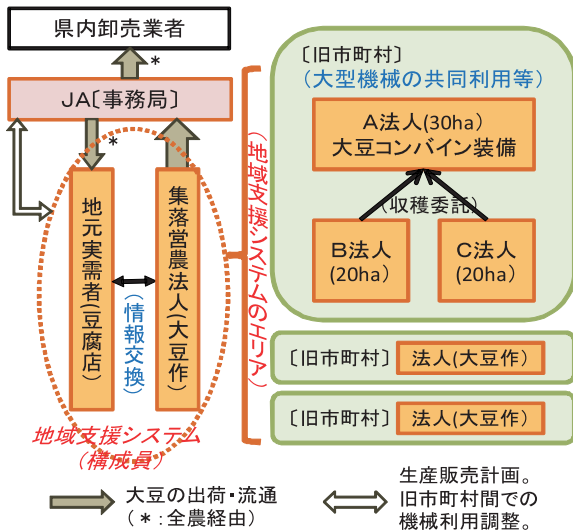 県内卸売業者
*
JA〔事務局〕
*
地元実需者(豆腐店)
(情報交換)
集落営農法人(大豆作)
地域支援システム
(構成員)
(地域支援システムのエリア)
〔旧市町村〕
(大型機械の共同利用等)
A法人(30ha)
大豆コンバイン装備
(収穫委託)
B法人
(20ha)
C法人
(20ha)
〔旧市町村〕 法人(大豆作)
〔旧市町村〕 法人(大豆作)
大豆の出荷・流通
(*:全農経由)
生産販売計画。
旧市町村間での
機械利用調整。